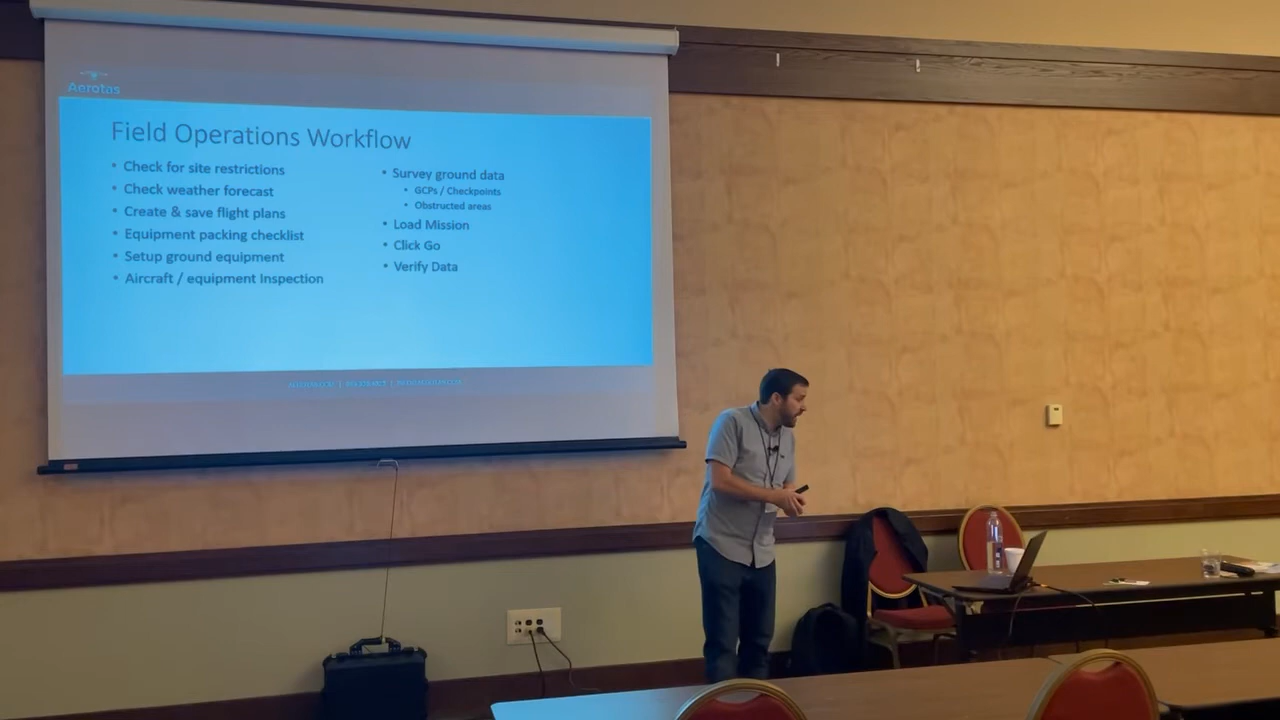 Aerotas
Field Operations Workflow
• Check for site restrictions
• Check weather forecast
• Create & save flight plans
• Equipment packing checklist
• Setup ground equipment
• Aircraft / equipment Inspection
• Survey ground data
• GCPs / Checkpoints
• Obstructed areas
• Load Mission
• Click Go
• Verify Data